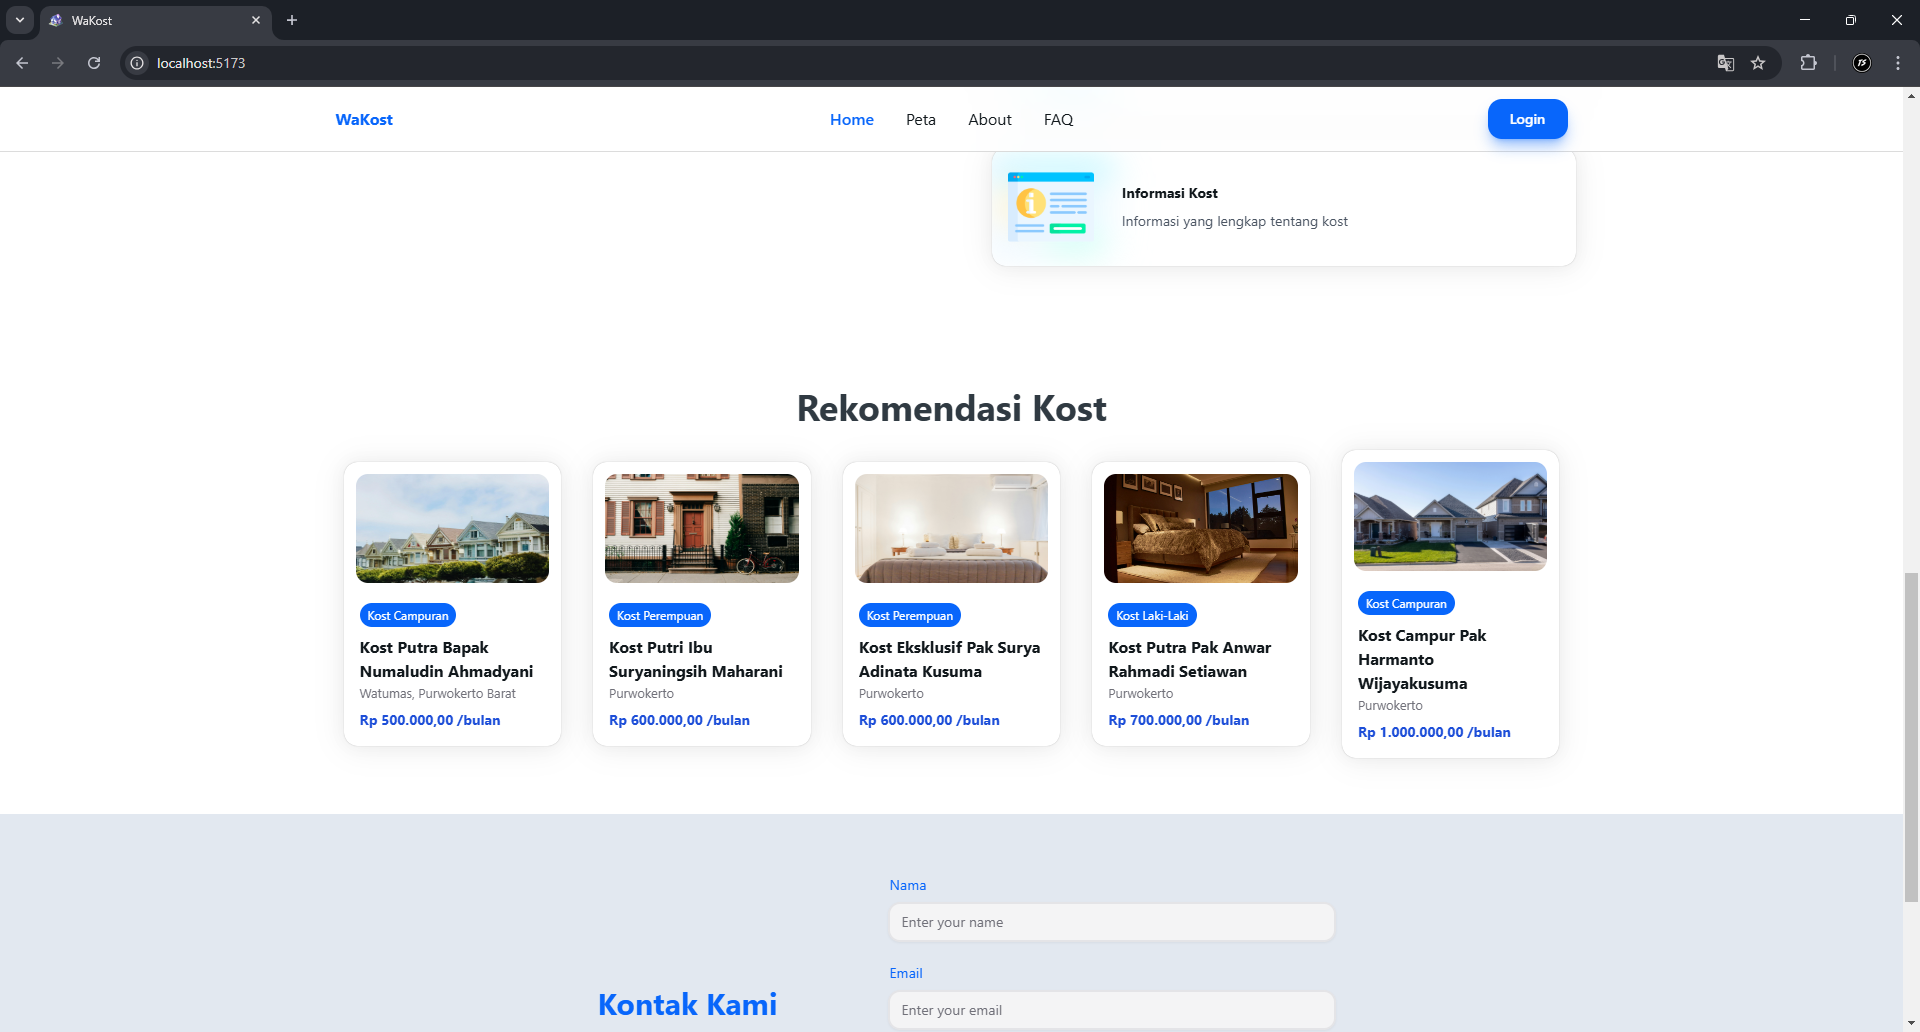 WaKost
localhost:5173
WaKost
Home
Peta
About
FAQ
Login
Informasi Kost
Informasi yang lengkap tentang kost
Rekomendasi Kost
Kost Campuran
Kost Putra Bapak
Numaludin Ahmadyani
Watumas, Purwokerto Barat
Rp 500.000,00 /bulan
Kost Perempuan
Kost Putri Ibu
Suryaningsih Maharani
Purwokerto
Rp 600.000,00 /bulan
Kost Perempuan
Kost Eksklusif Pak Surya
Adinata Kusuma
Purwokerto
Rp 600.000,00 /bulan
Kost Laki-Laki
Kost Putra Pak Anwar
Rahmadi Setiawan
Purwokerto
Rp 700.000,00 /bulan
Kost Campuran
Kost Campur Pak
Harmanto
Wijayakusuma
Purwokerto
Rp 1.000.000,00 /bulan
Kontak Kami
Nama
Enter your name
Email
Enter your email